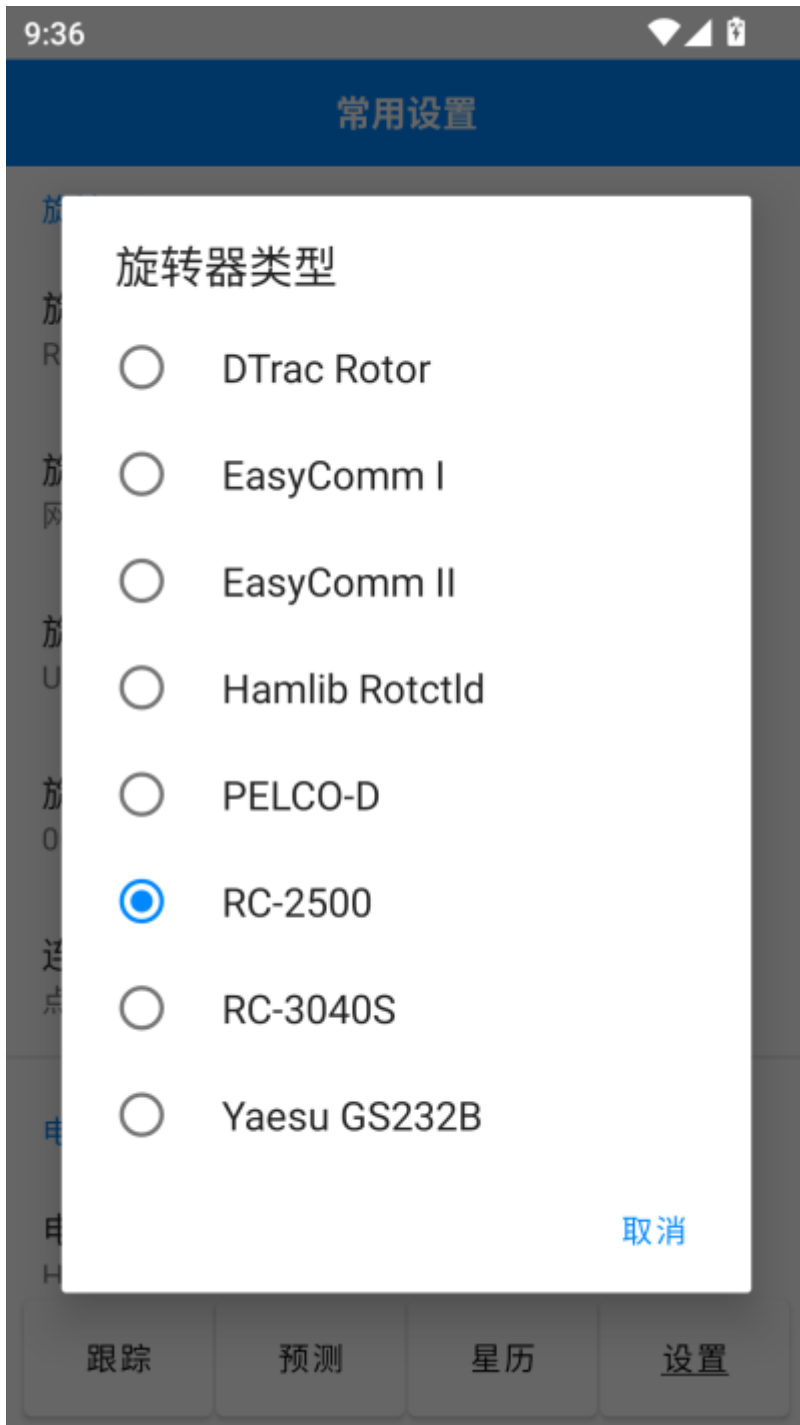 9:36
常用设置
旋转器类型
DTrac Rotor
EasyComm I
EasyComm II
Hamlib Rotctld
PELCO-D
RC-2500
RC-3040S
Yaesu GS232B
取消
跟踪
预测
星历
设置